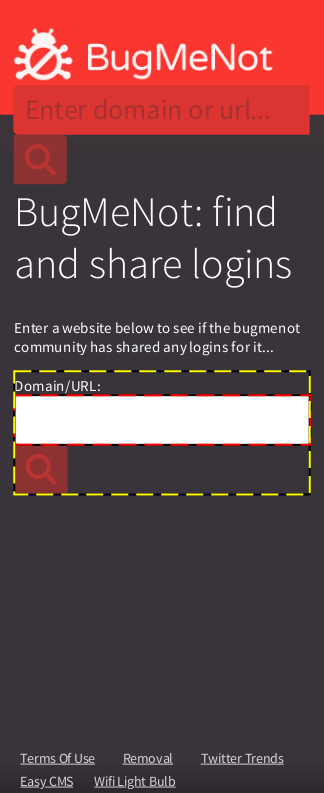 BugMeNot
Enter domain or url...
BugMeNot: find
and share logins
Enter a website below to see if the bugmenot
community has shared any logins for it...
Domain/URL:
Terms Of Use Removal Twitter Trends
Easy CMS Wifi Light Bulb